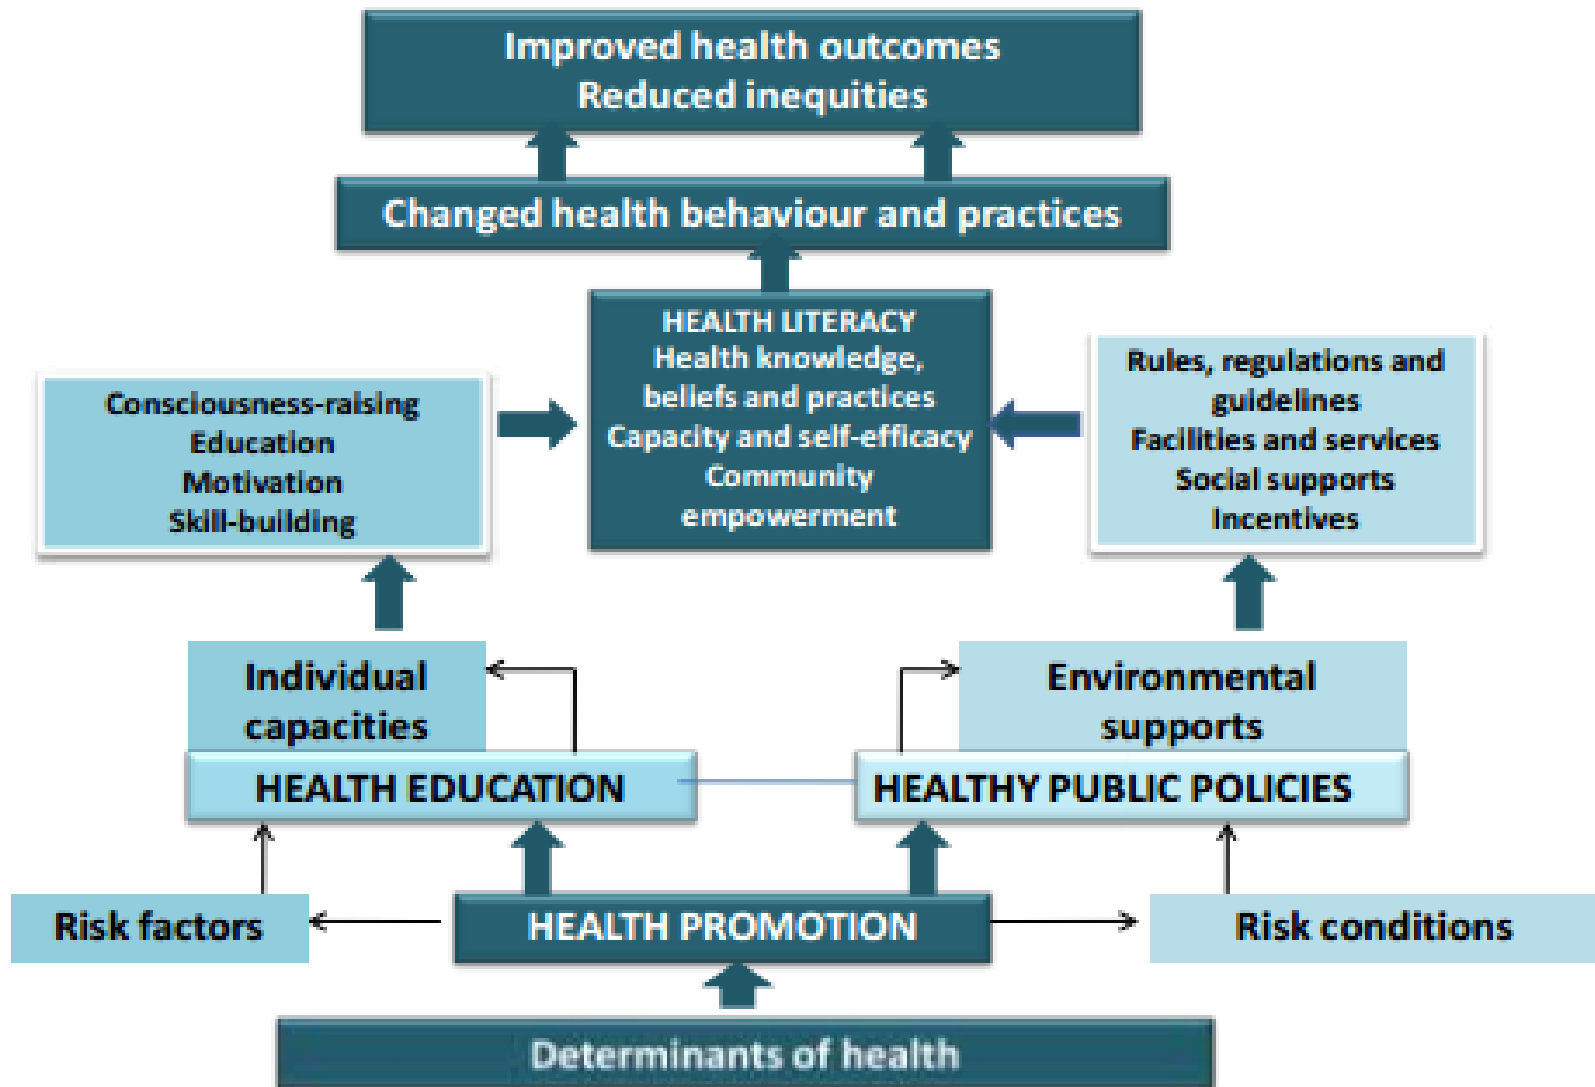 Improved health outcomes
Reduced inequities
Changed health behaviour and practices
HEALTH LITERACY
Health knowledge,
beliefs and practices
Capacity and self-efficacy
Community
empowerment
Consciousness-raising
Education
Motivation
Skill-building
Rules, regulations and
guidelines
Facilities and services
Social supports
Incentives
Individual
capacities
Environmental
supports
HEALTH EDUCATION
HEALTHY PUBLIC POLICIES
Risk factors
HEALTH PROMOTION
Risk conditions
Determinants of health